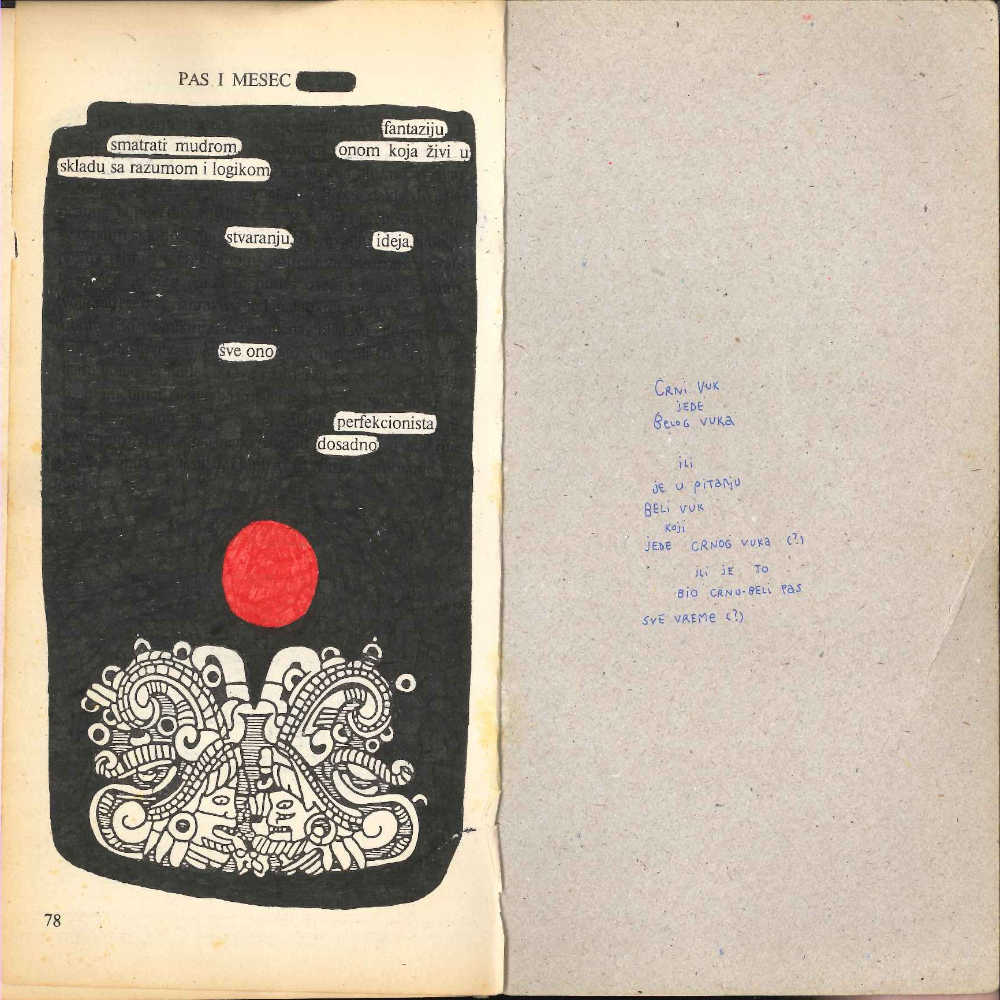 PAS I MESEC
fantaziju,
smatrati mudrom onom koja živi u
skladu sa razumom i logikom
stvaranju, ideja,
sve ono
perfekcionista
dosadno
78
CRNI VUK
JEDE
BELOG VUKA
ili
JE U PITANJU
BELI VUK
KOJI
JEDE CRNOG VUKA (?)
ILI JE TO
BIO CRNO-BELI PAS
SVE VREME (?)